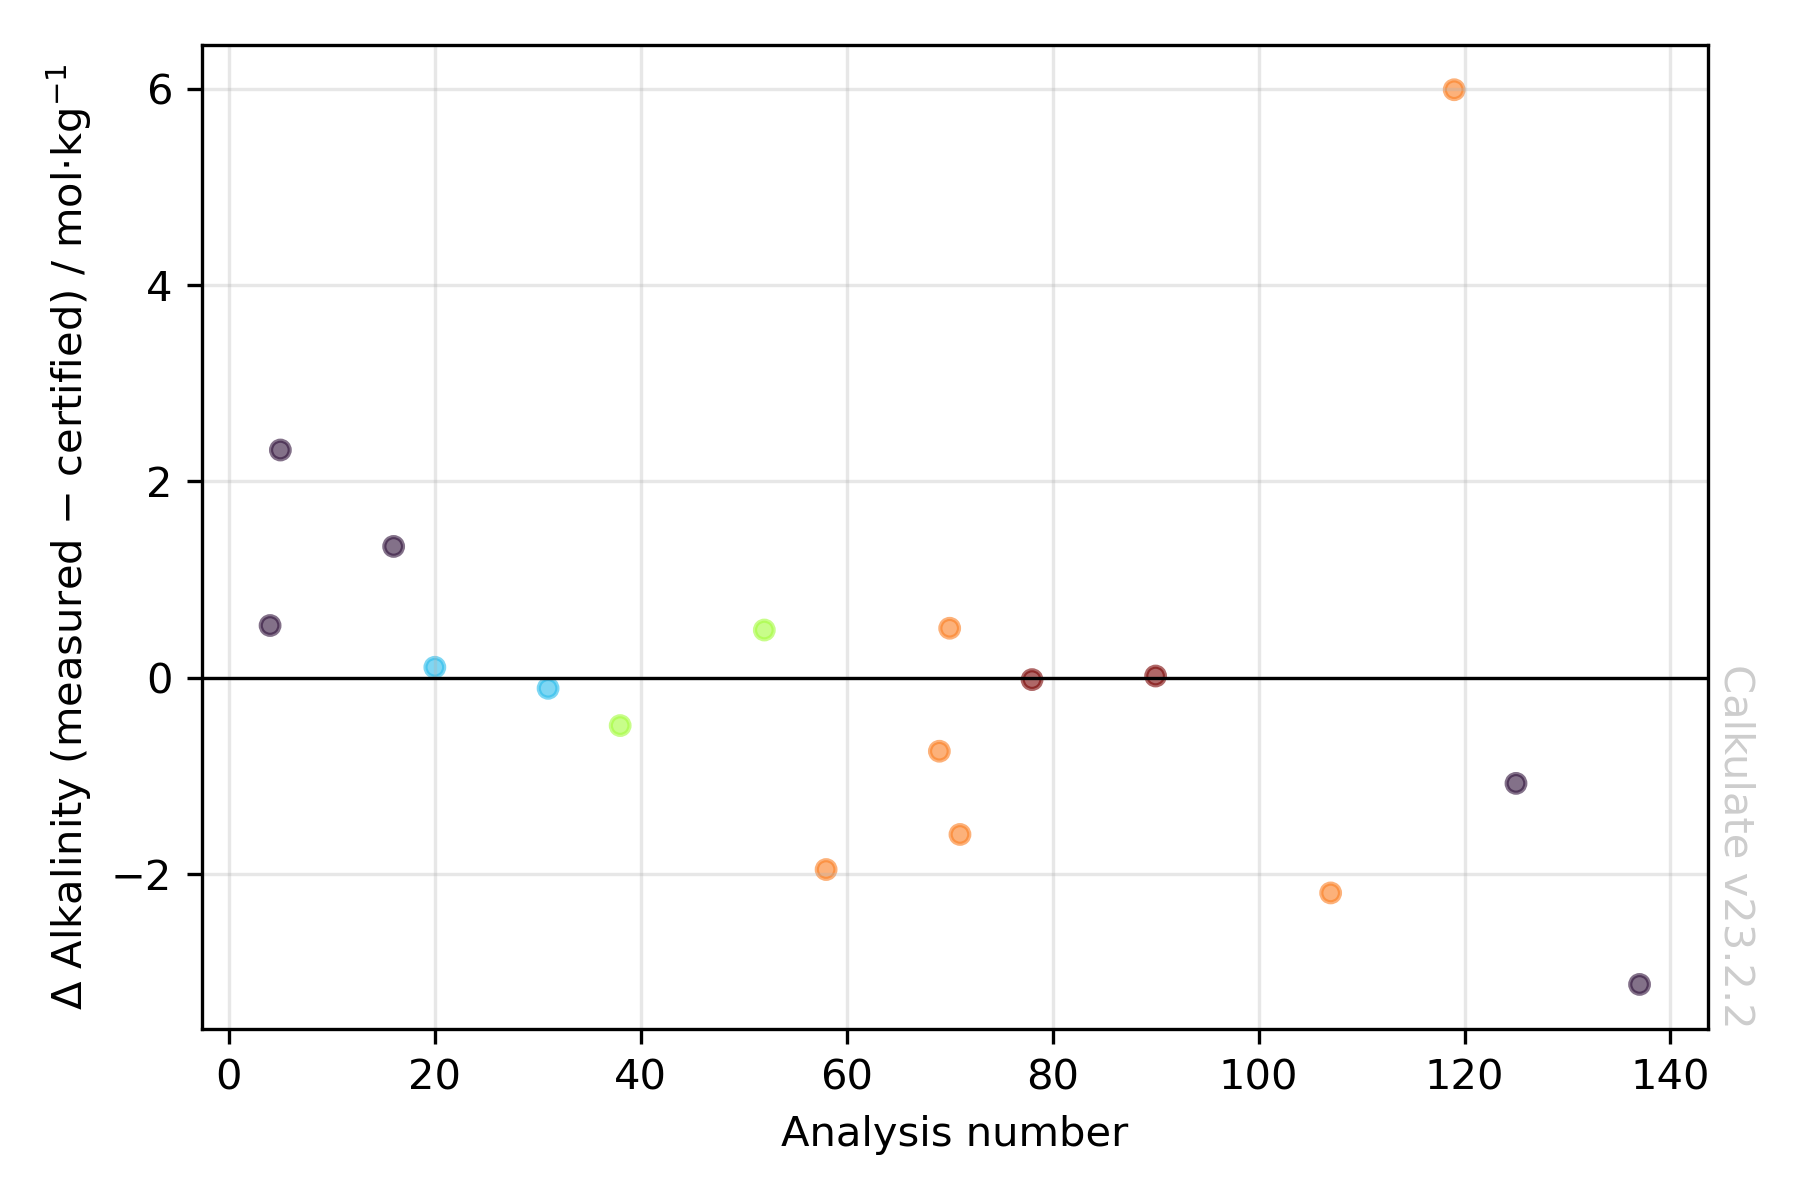 Δ Alkalinity (measured − certified) / mol·kg⁻¹
6
4
2
0
−2
0 20 40 60 80 100 120 140
Analysis number
Calkulate v23.2.2